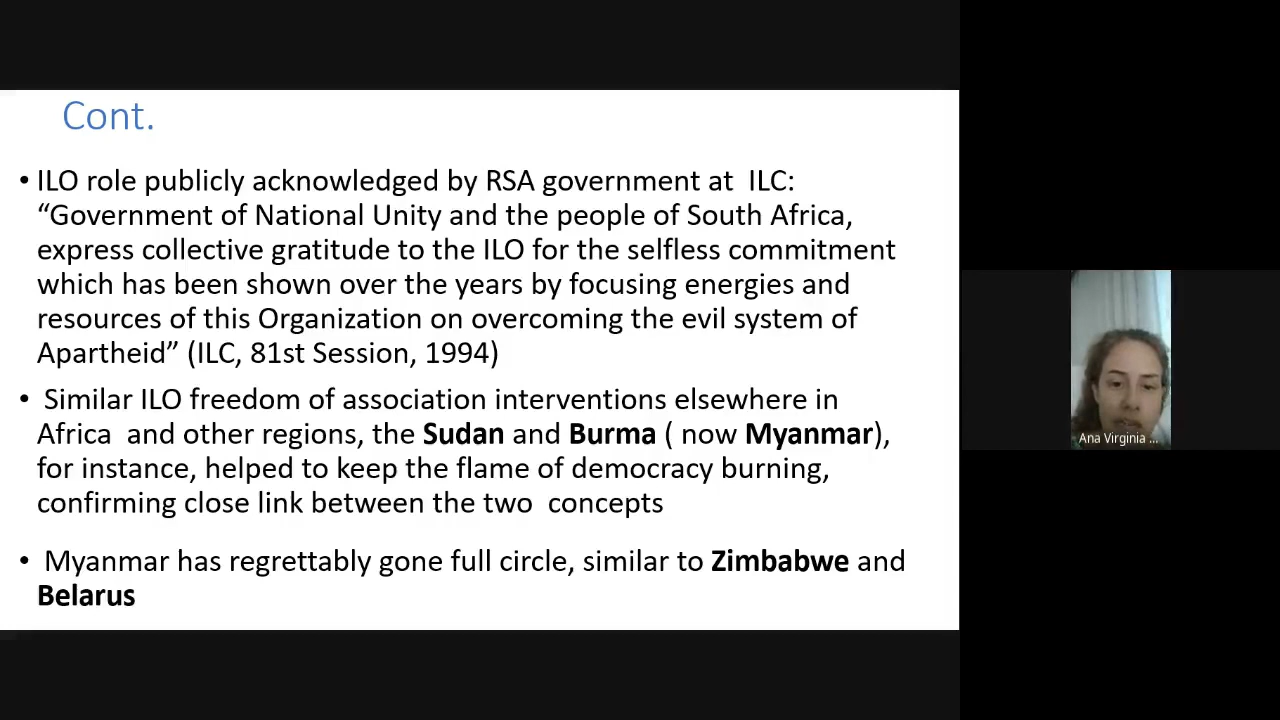 Cont.
• ILO role publicly acknowledged by RSA government at  ILC:
“Government of National Unity and the people of South Africa,
express collective gratitude to the ILO for the selfless commitment
which has been shown over the years by focusing energies and
resources of this Organization on overcoming the evil system of
Apartheid” (ILC, 81st Session, 1994)
• Similar ILO freedom of association interventions elsewhere in
Africa  and other regions, the Sudan and Burma ( now Myanmar),
for instance, helped to keep the flame of democracy burning,
confirming close link between the two  concepts
• Myanmar has regrettably gone full circle, similar to Zimbabwe and
Belarus
Ana Virginia ...